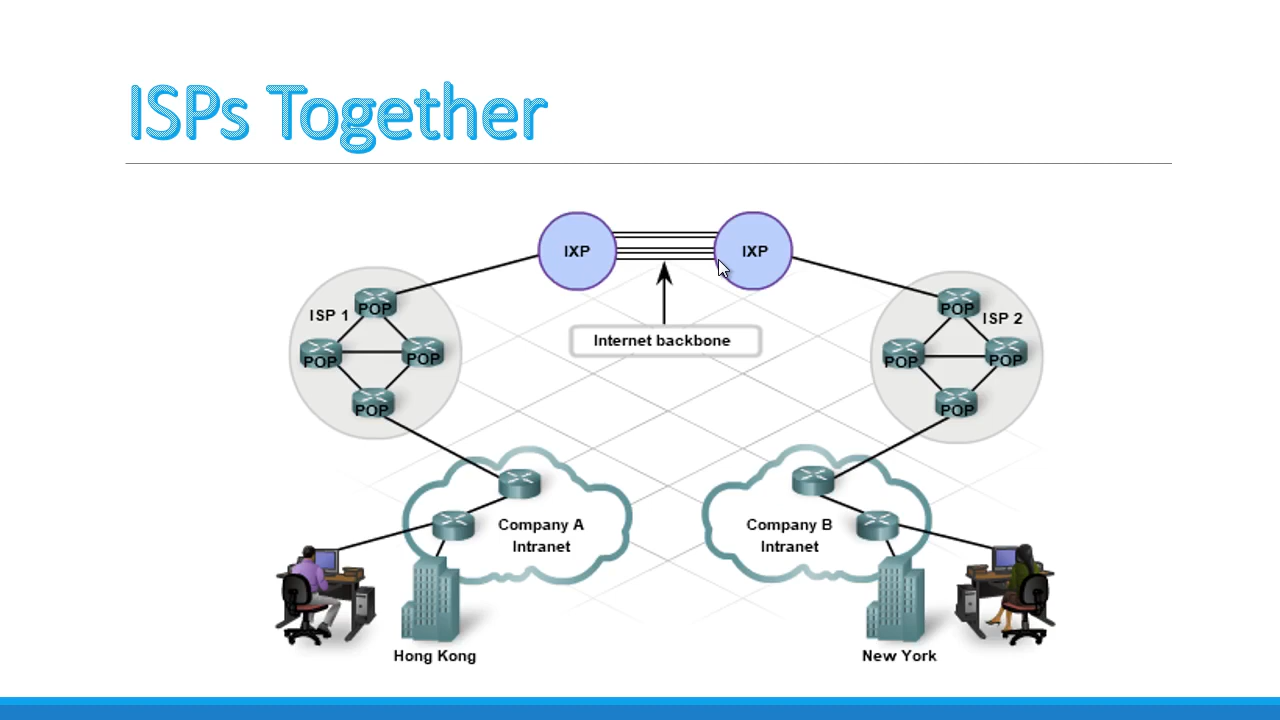 ISPs Together
IXP
IXP
Internet backbone
ISP 1
POP
POP
POP
POP
ISP 2
POP
POP
POP
POP
Company A
Intranet
Company B
Intranet
Hong Kong
New York